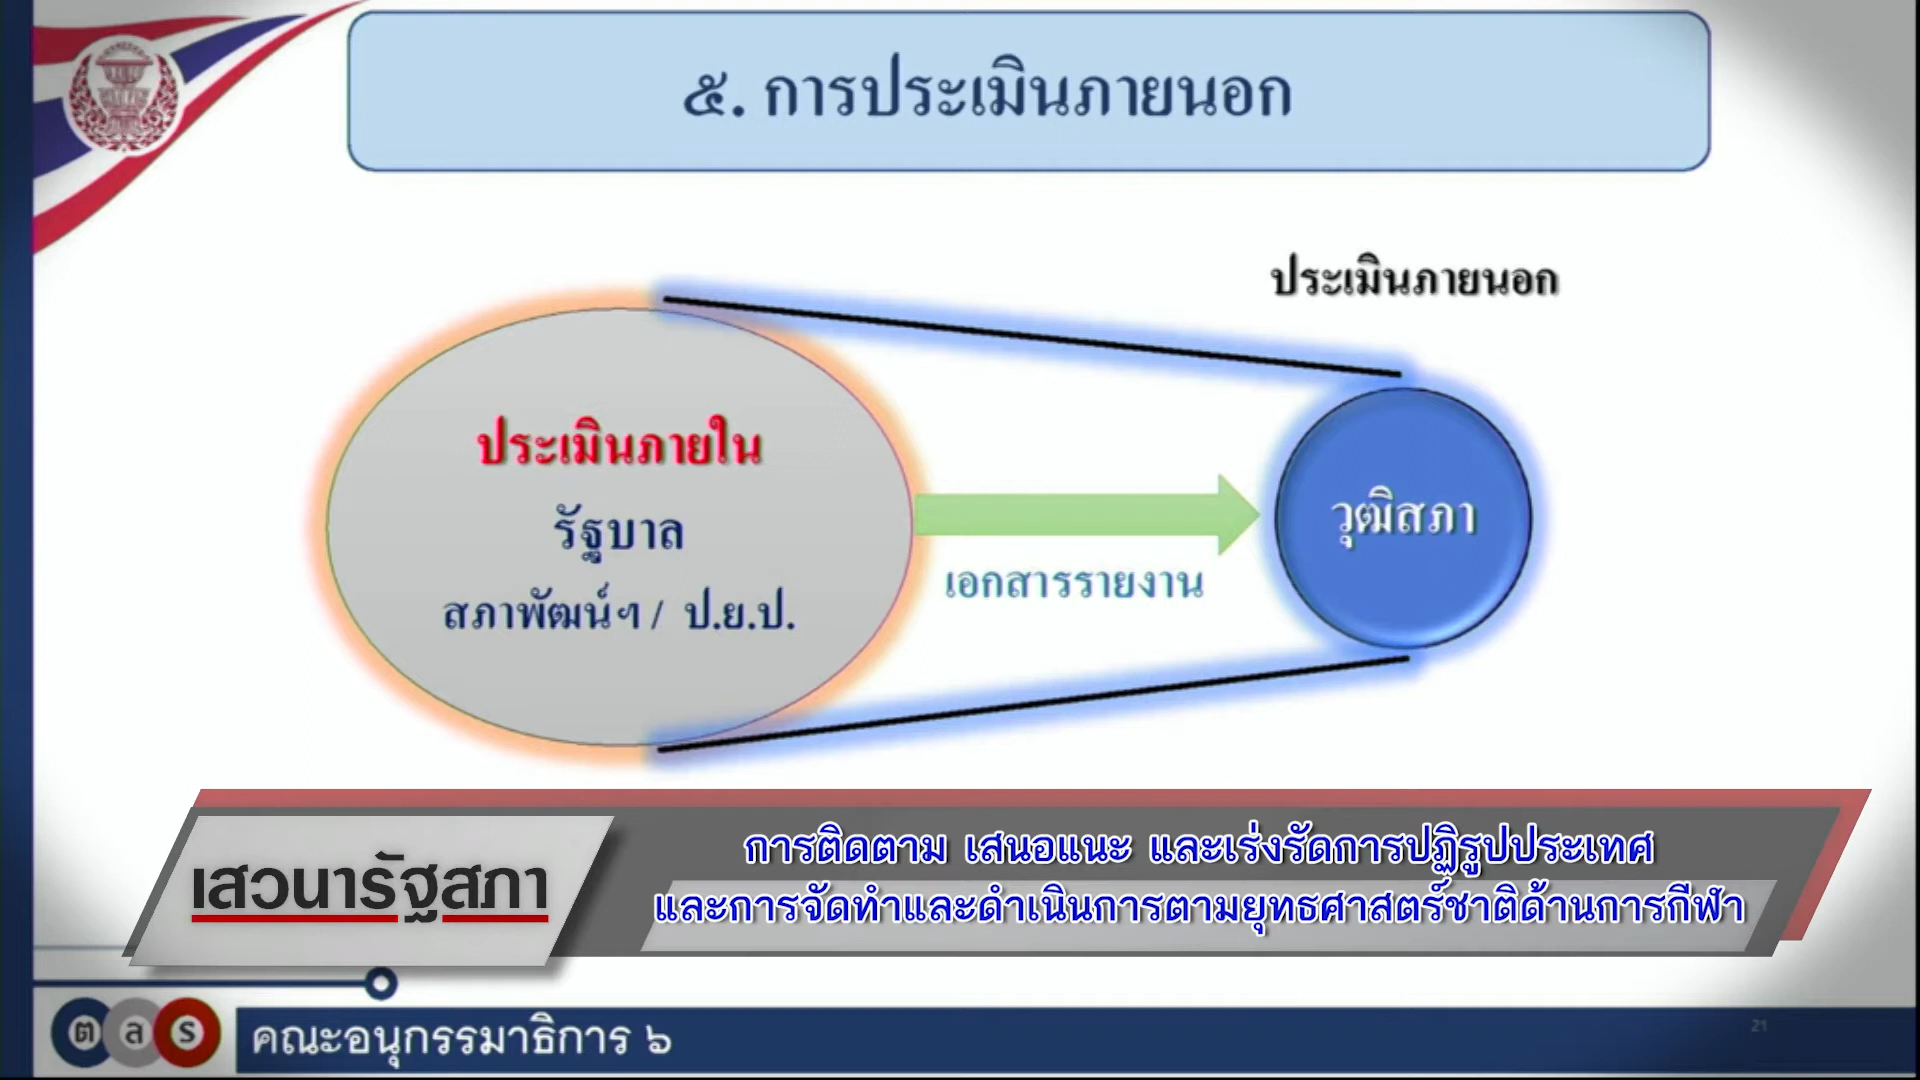 ๕. การประเมินภายนอก
ประเมินภายนอก
ประเมินภายใน
รัฐบาล
สภาพัฒน์ฯ / ป.ย.ป.
เอกสารรายงาน
วุฒิสภา
เสวนารัฐสภา
การติดตาม เสนอแนะ และเร่งรัดการปฏิรูปประเทศ
และการจัดทำและดำเนินการตามยุทธศาสตร์ชาติด้านการกีฬา
ต ส ร
คณะอนุกรรมาธิการ ๖
21